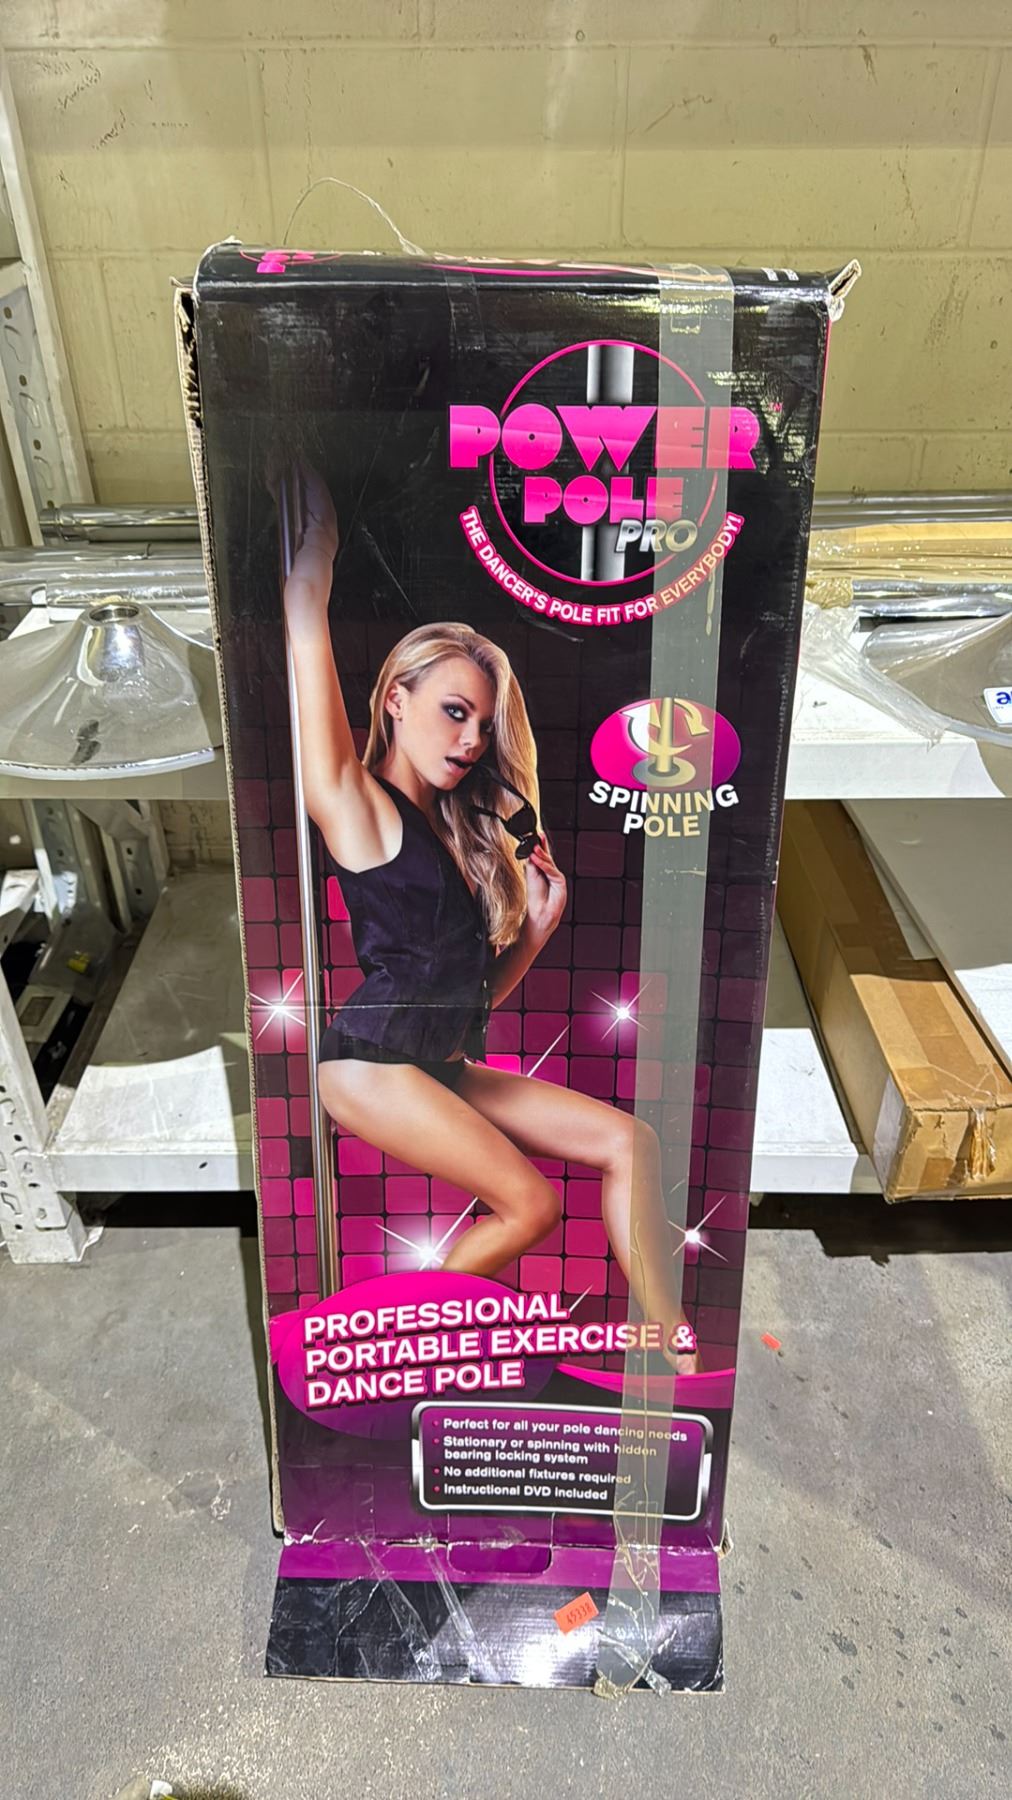 POWER
POLE
PRO
THE DANCER'S POLE FIT FOR EVERYBODY!
SPINNING
POLE
PROFESSIONAL
PORTABLE EXERCISE &
DANCE POLE
• Perfect for all your pole dancing needs
• Stationary or spinning with hidden
bearing locking system
• No additional fixtures required
• Instructional DVD included
45338